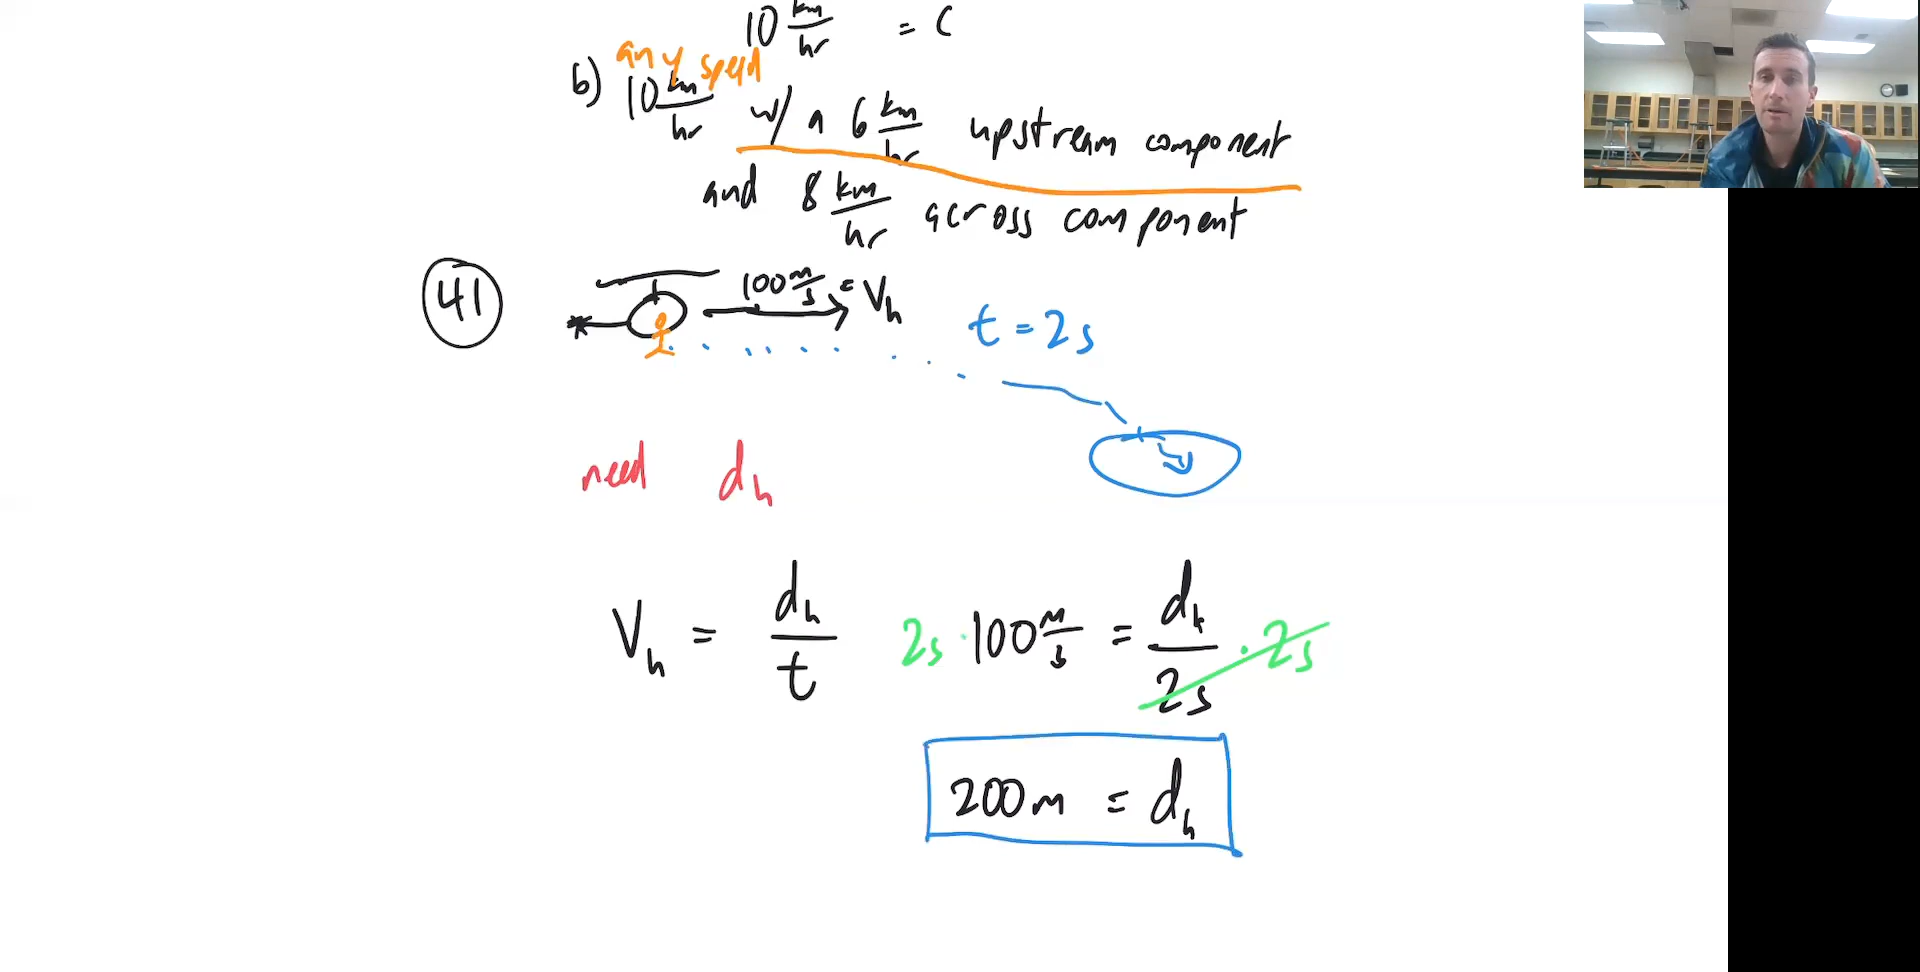 10 km/hr = C
any speed
b) 10 km/hr w/ a 6 km/hr upstream component
and 8 km/hr across component
41 100 m/s = Vh
t = 2s
need dh
Vh = dh/t 2s · 100 m/s = dh/2s · 2s
200m = dh